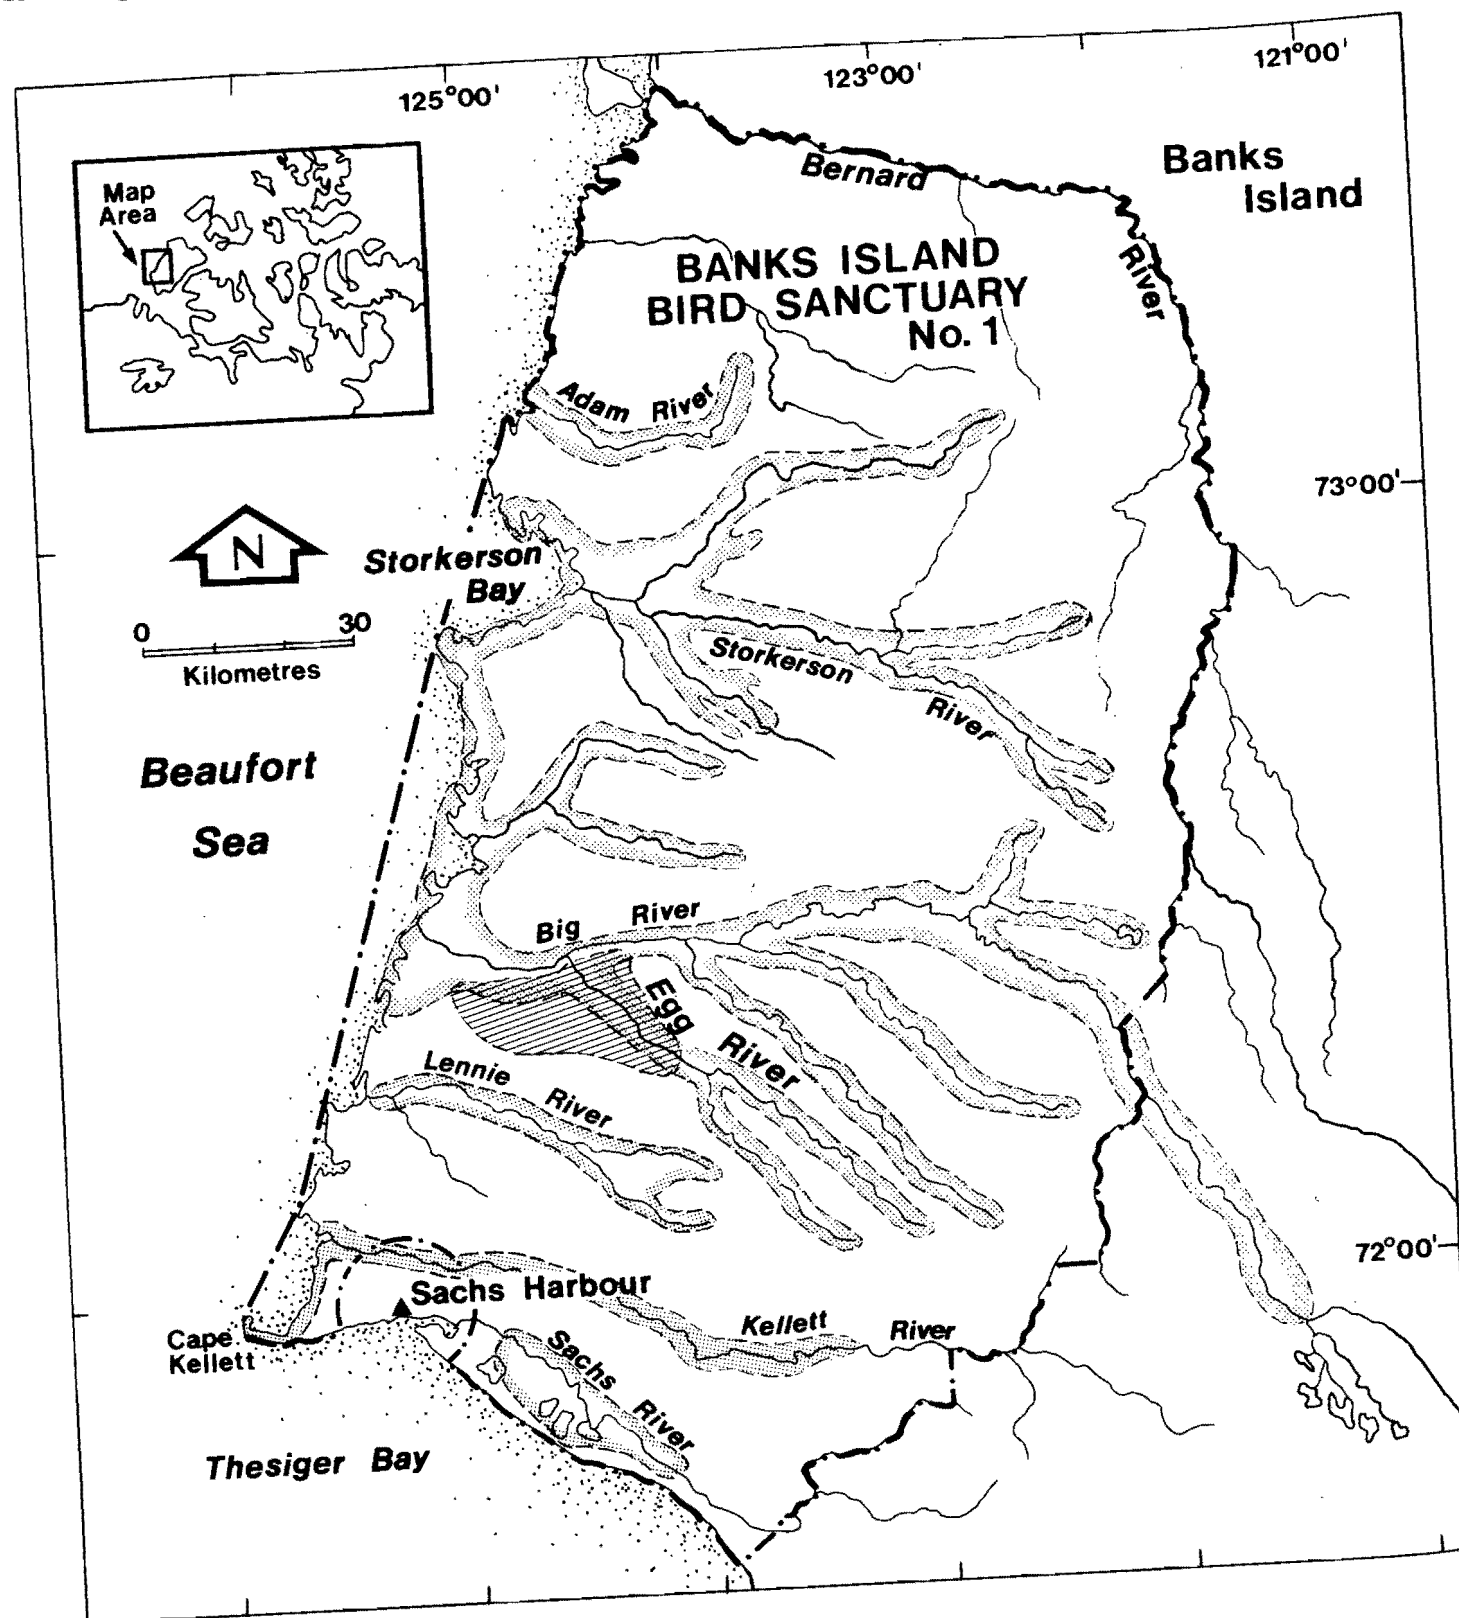 125°00'
123°00'
121°00'
Banks
Island
Map
Area
Bernard
River
BANKS ISLAND
BIRD SANCTUARY
No. 1
Adam River
73°00'
N
Storkerson
Bay
0 30
Kilometres
Storkerson
River
Beaufort
Sea
Big River
Egg
River
Lennie
River
72°00'
Sachs Harbour
Cape
Kellett
Kellett River
Sachs
River
Thesiger Bay